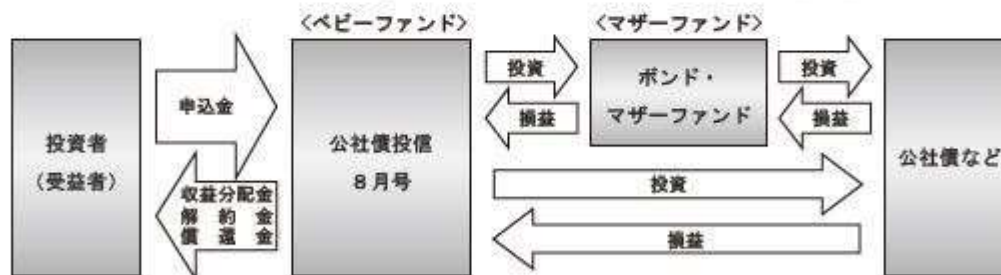 〈ベビーファンド〉
〈マザーファンド〉
投資者
(受益者)
申込金
収益分配金
解約金
償還金
公社債投信
8月号
投資
損益
ボンド・
マザーファンド
投資
損益
投資
損益
公社債など